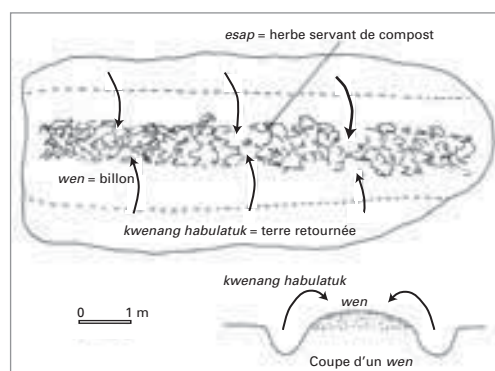 esap = herbe servant de compost
wen = billon
kwenang habulatuk = terre retournée
kwenang habulatuk
wen
0 1 m
Coupe d'un wen